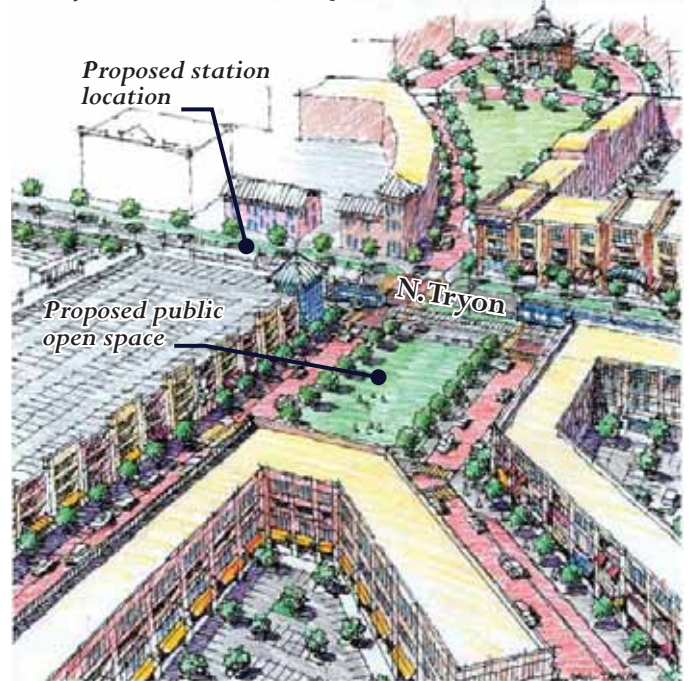 Proposed station
location
N. Tryon
Proposed public
open space